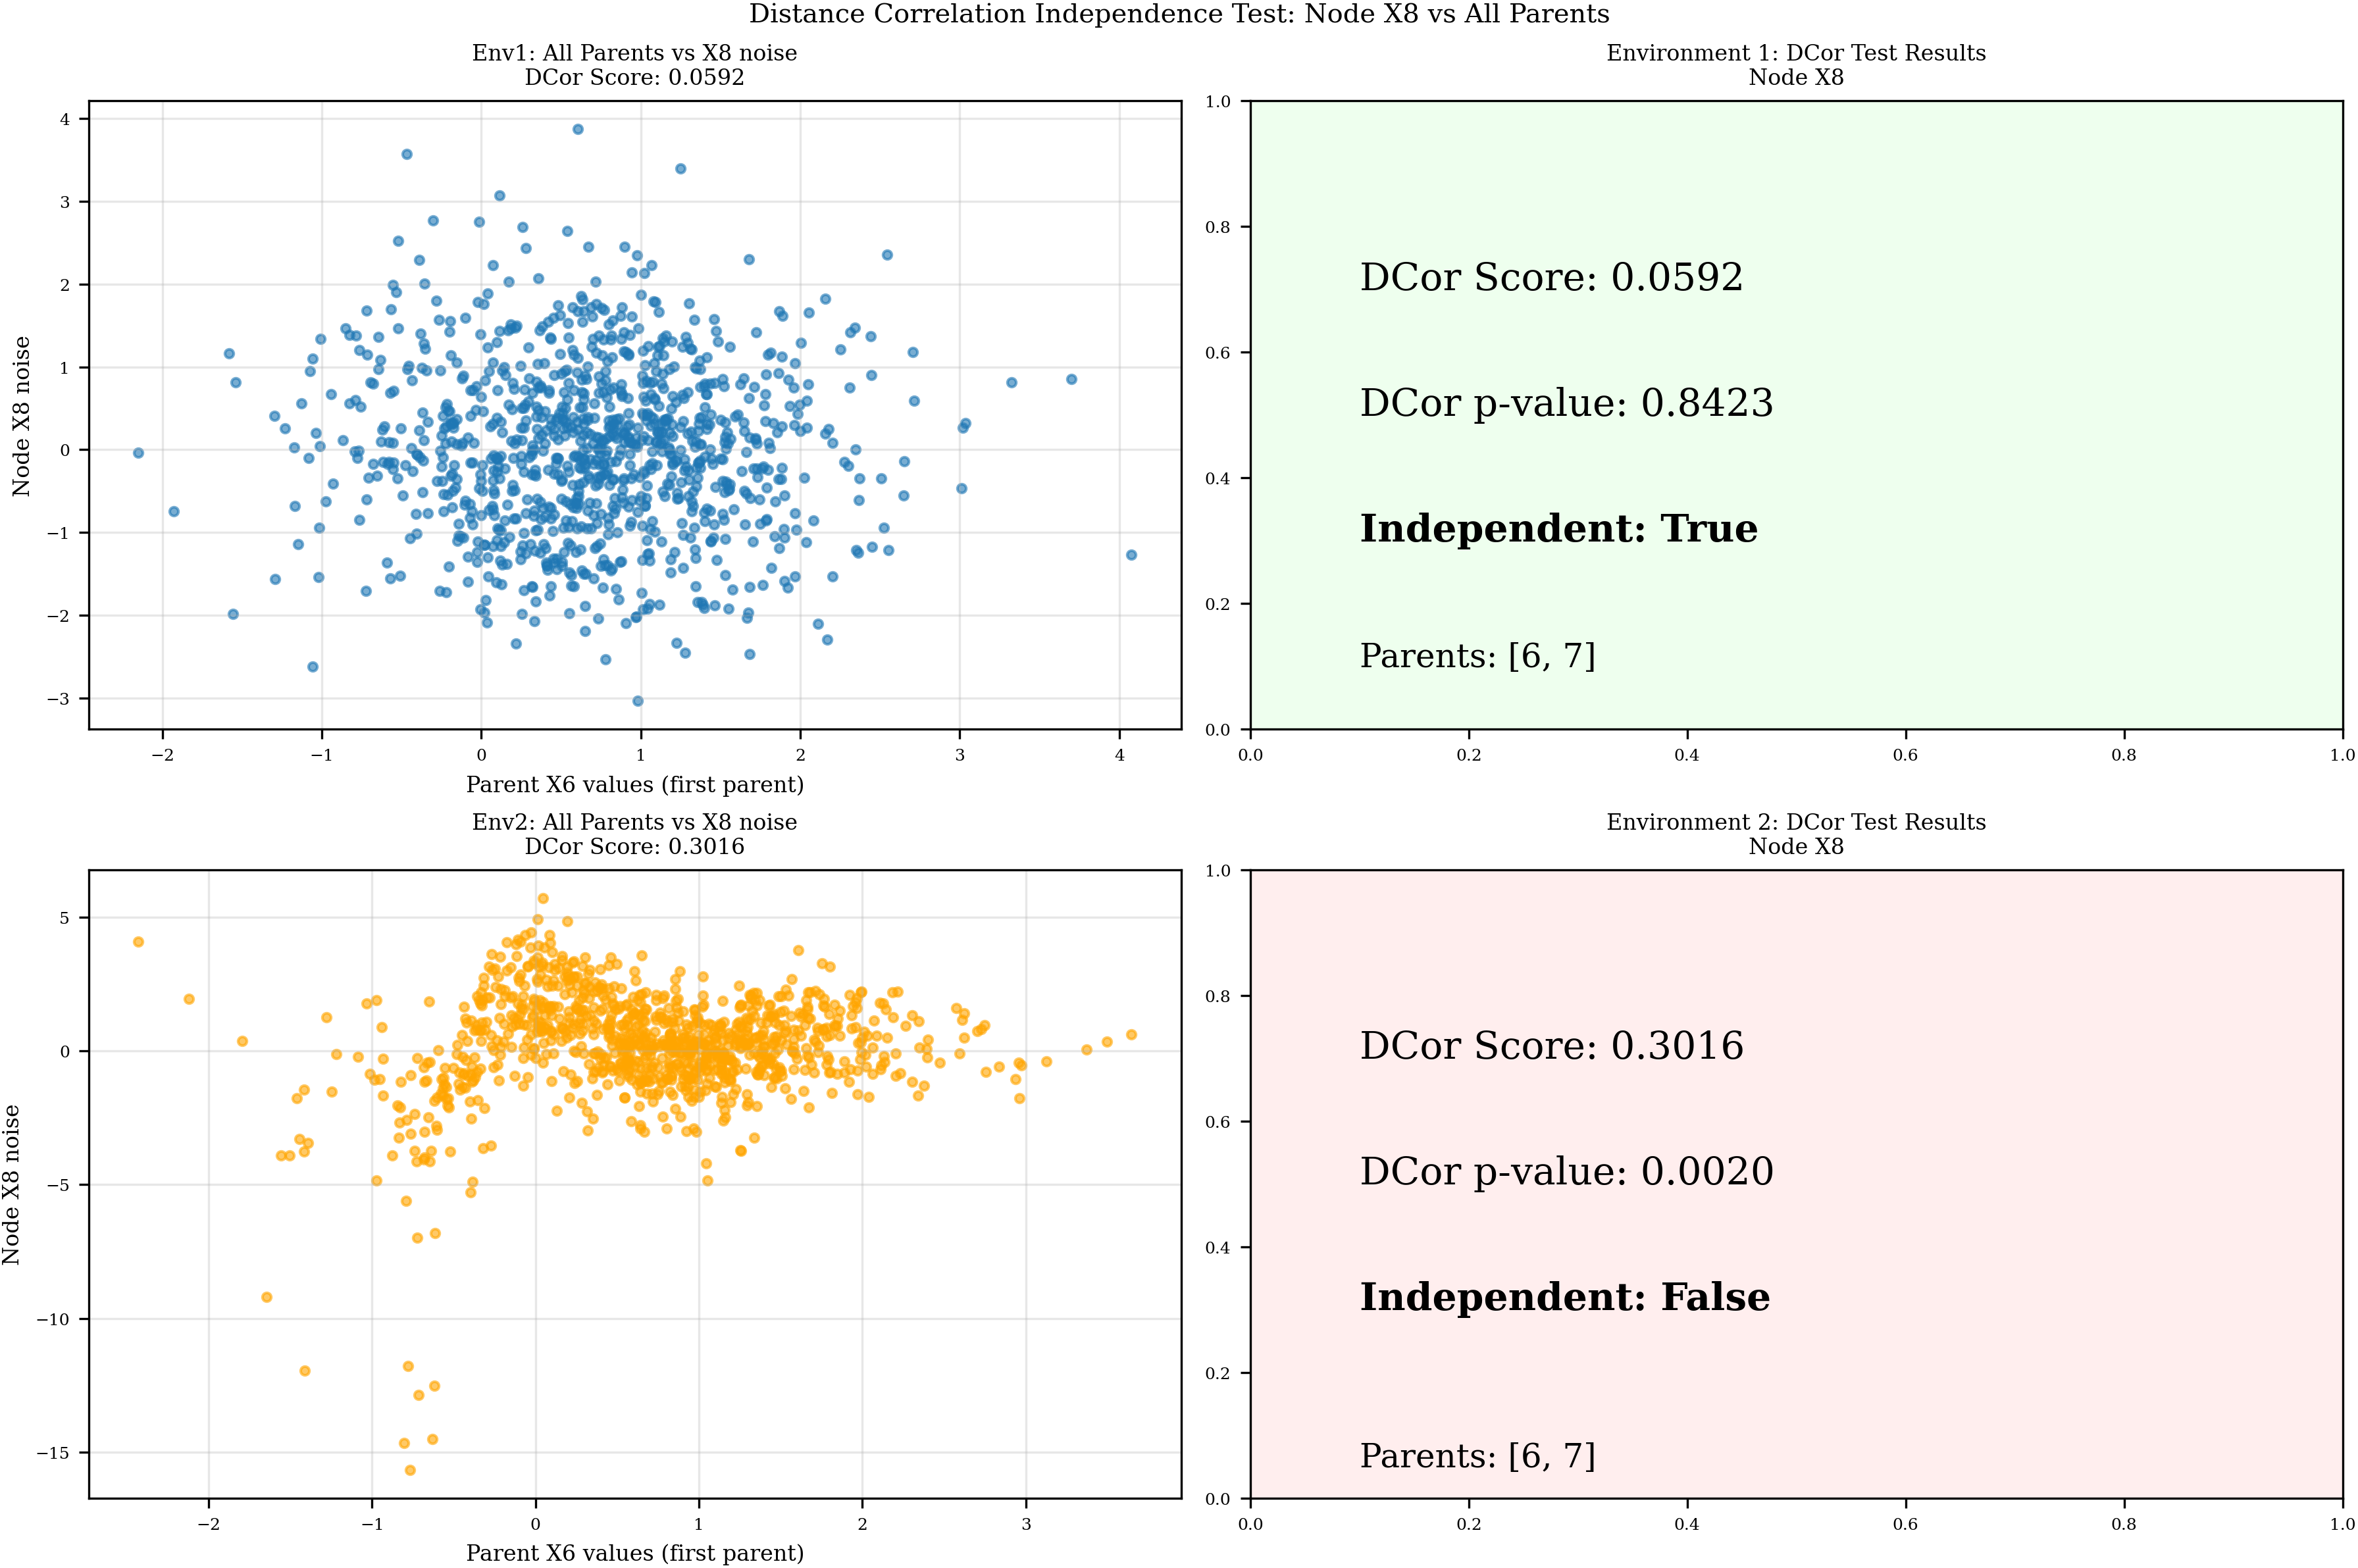 Distance Correlation Independence Test: Node X8 vs All Parents
Env1: All Parents vs X8 noise
DCor Score: 0.0592
4
3
2
1
0
−1
−2
−3
Node X8 noise
−2
−1
0
1
2
3
4
Parent X6 values (first parent)
Environment 1: DCor Test Results
Node X8
1.0
0.8
0.6
0.4
0.2
0.0
DCor Score: 0.0592
DCor p-value: 0.8423
Independent: True
Parents: [6, 7]
0.0
0.2
0.4
0.6
0.8
1.0
Env2: All Parents vs X8 noise
DCor Score: 0.3016
5
0
−5
−10
−15
Node X8 noise
−2
−1
0
1
2
3
Parent X6 values (first parent)
Environment 2: DCor Test Results
Node X8
1.0
0.8
0.6
0.4
0.2
0.0
DCor Score: 0.3016
DCor p-value: 0.0020
Independent: False
Parents: [6, 7]
0.0
0.2
0.4
0.6
0.8
1.0